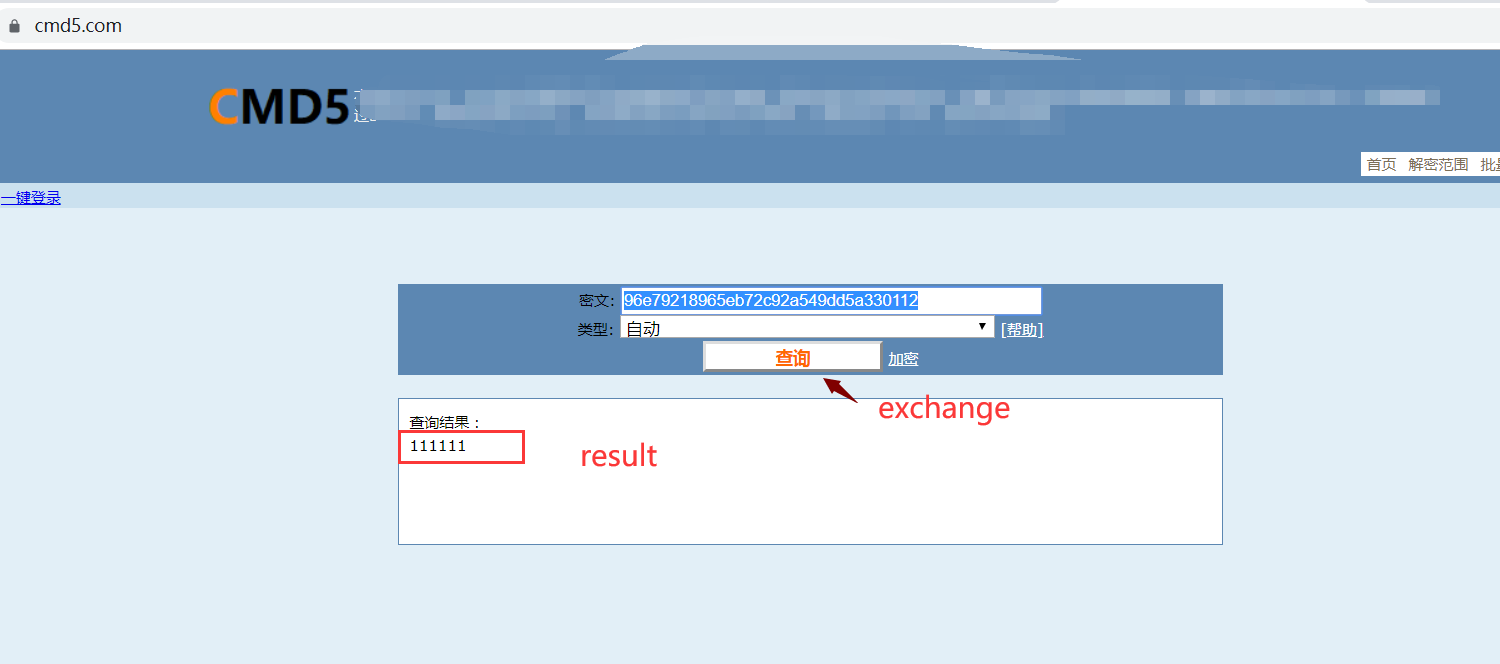 cmd5.com
CMD5
首页 解密范围
一键登录
密文: 96e79218965eb72c92a549dd5a330112
类型: 自动 [帮助]
查询 加密
exchange
查询结果：
111111
result